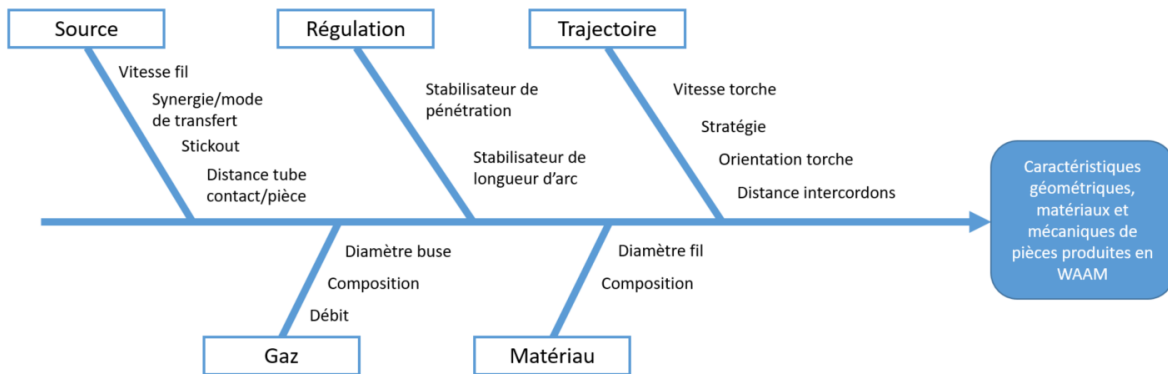 Source
Régulation
Trajectoire
Vitesse fil
Synergie/mode
de transfert
Stickout
Distance tube
contact/pièce
Stabilisateur de
pénétration
Stabilisateur de
longueur d'arc
Vitesse torche
Stratégie
Orientation torche
Distance intercordons
Caractéristiques
géométriques,
matériaux et
mécaniques de
pièces produites en
WAAM
Diamètre buse
Composition
Débit
Diamètre fil
Composition
Gaz
Matériau